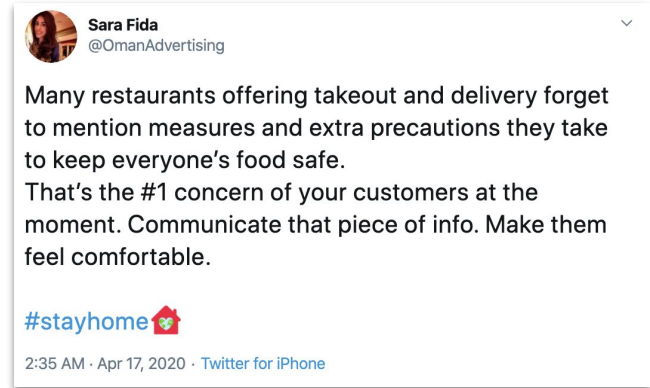 Sara Fida
@OmanAdvertising
Many restaurants offering takeout and delivery forget
to mention measures and extra precautions they take
to keep everyone’s food safe.
That’s the #1 concern of your customers at the
moment. Communicate that piece of info. Make them
feel comfortable.
#stayhome
2:35 AM · Apr 17, 2020 · Twitter for iPhone